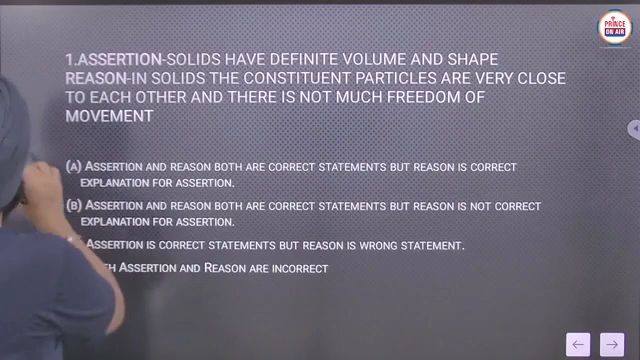 PRINCE
ON AIR
1.ASSERTION-SOLIDS HAVE DEFINITE VOLUME AND SHAPE
REASON-IN SOLIDS THE CONSTITUENT PARTICLES ARE VERY CLOSE
TO EACH OTHER AND THERE IS NOT MUCH FREEDOM OF
MOVEMENT
(A) ASSERTION AND REASON BOTH ARE CORRECT STATEMENTS BUT REASON IS CORRECT
EXPLANATION FOR ASSERTION.
(B) ASSERTION AND REASON BOTH ARE CORRECT STATEMENTS BUT REASON IS NOT CORRECT
EXPLANATION FOR ASSERTION.
ASSERTION IS CORRECT STATEMENTS BUT REASON IS WRONG STATEMENT.
ASSERTION AND REASON ARE INCORRECT